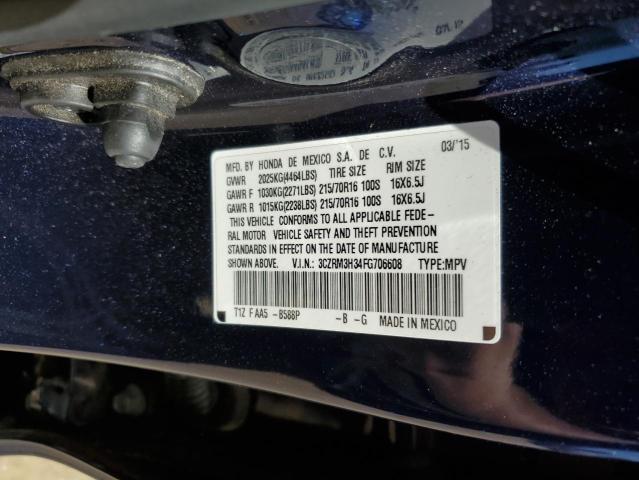 MFD. BY HONDA DE MEXICO S.A. DE C.V. 03/'15
GVWR 2025KG(4464LBS) TIRE SIZE RIM SIZE
GAWR F 1030KG(2271LBS) 215/70R16 100S 16X6.5J
GAWR R 1015KG(2238LBS) 215/70R16 100S 16X6.5J
THIS VEHICLE CONFORMS TO ALL APPLICABLE FEDE-
RAL MOTOR VEHICLE SAFETY AND THEFT PREVENTION
STANDARDS IN EFFECT ON THE DATE OF MANUFACTURE
SHOWN ABOVE. V.I.N.: 3CZRM3H34FG706608 TYPE:MPV
T1Z F AA5 -B588P -B -G MADE IN MEXICO